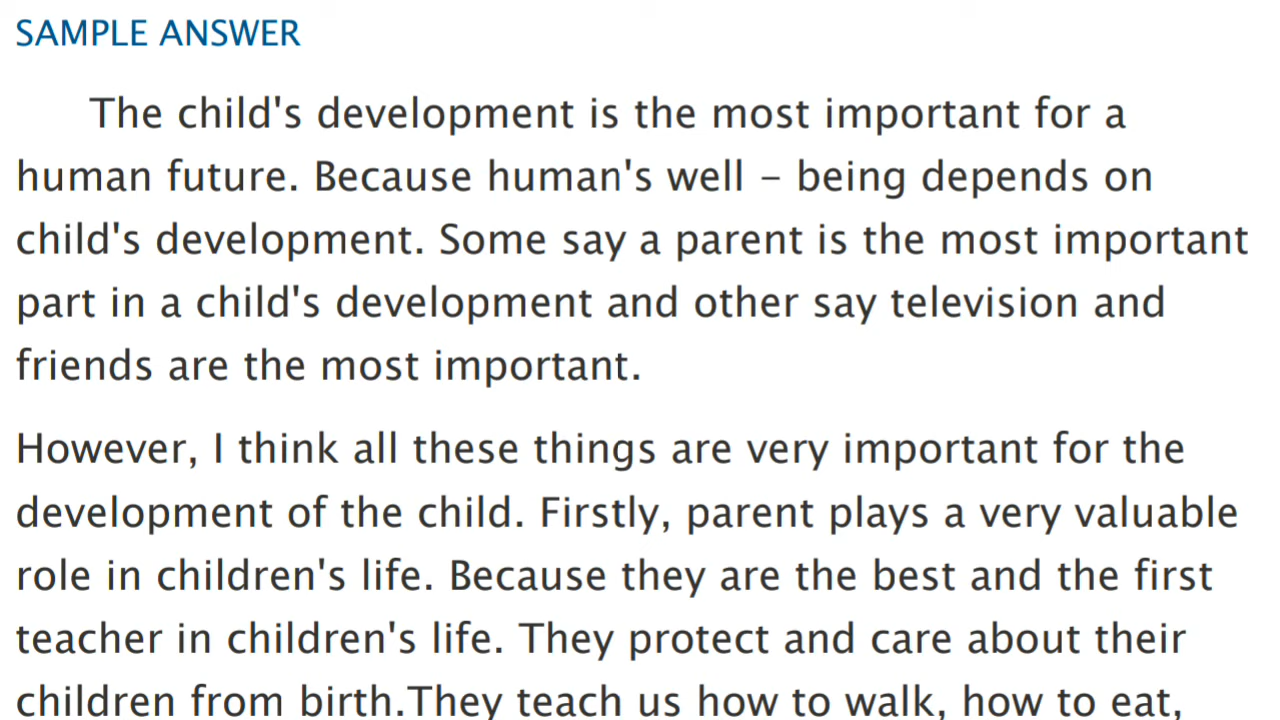 SAMPLE ANSWER
The child's development is the most important for a
human future. Because human's well – being depends on
child's development. Some say a parent is the most important
part in a child's development and other say television and
friends are the most important.
However, I think all these things are very important for the
development of the child. Firstly, parent plays a very valuable
role in children's life. Because they are the best and the first
teacher in children's life. They protect and care about their
children from birth.They teach us how to walk, how to eat,